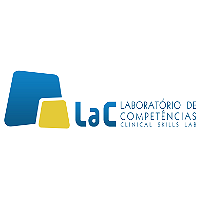 LaC
LABORATÓRIO DE
COMPETÊNCIAS
CLINICAL SKILLS LAB